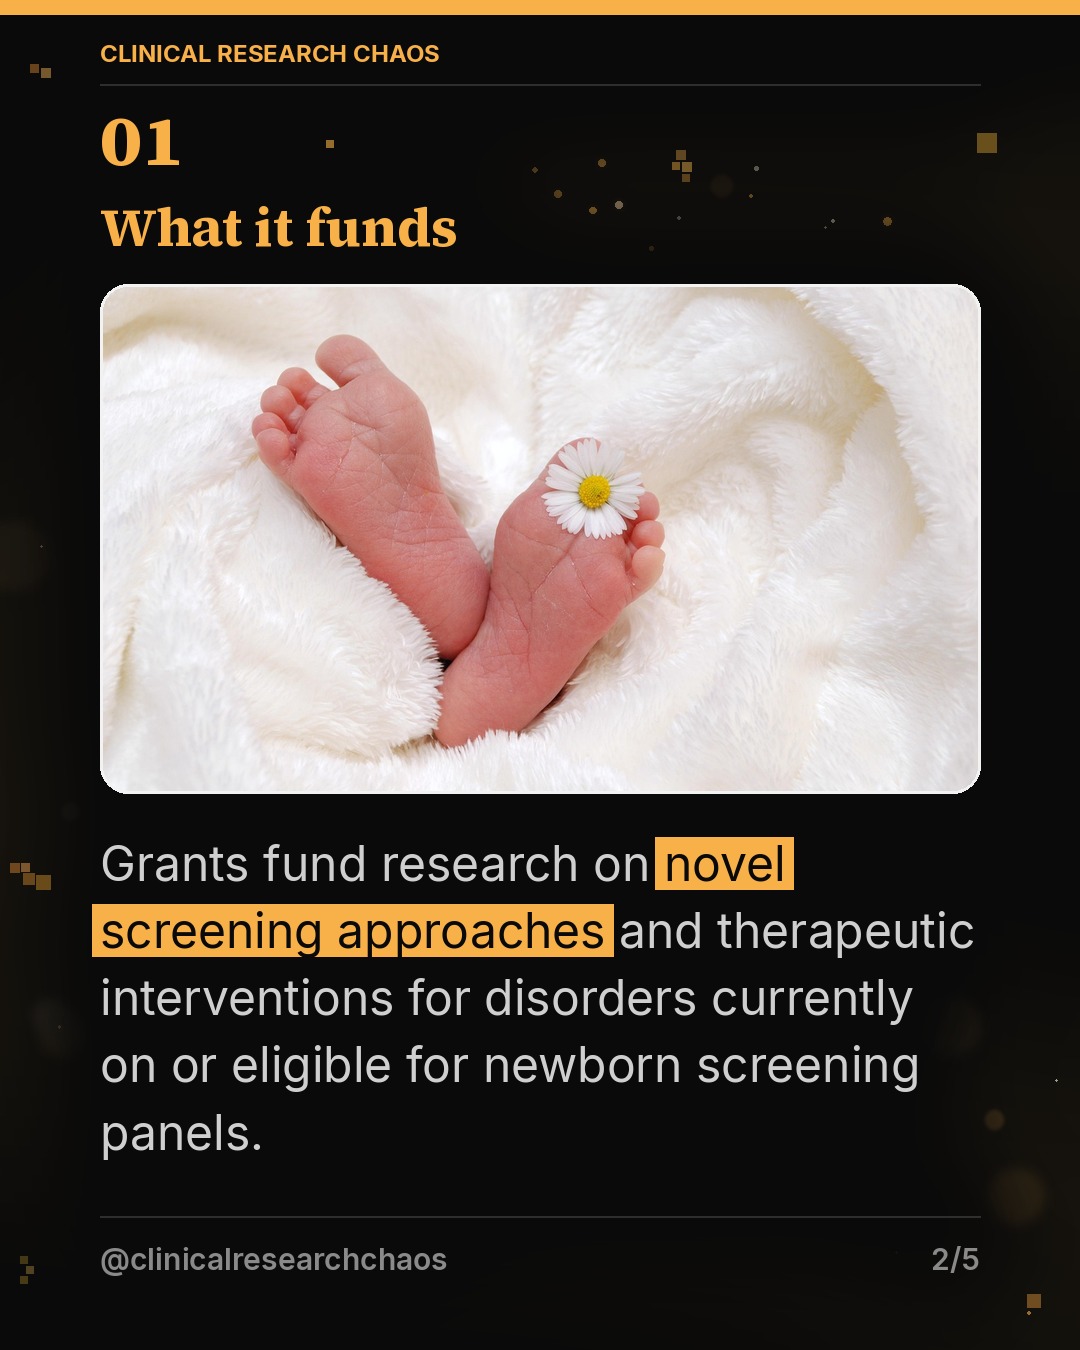 CLINICAL RESEARCH CHAOS
01
What it funds
Grants fund research on novel
screening approaches and therapeutic
interventions for disorders currently
on or eligible for newborn screening
panels.
@clinicalresearchchaos
2/5